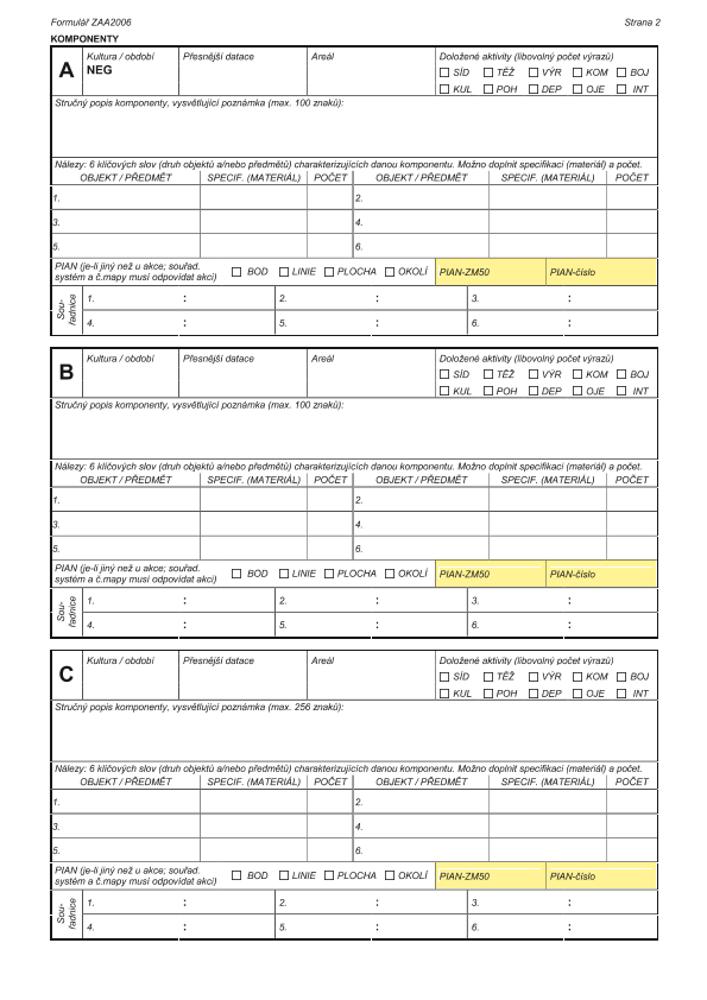 Formulář ZAA2006 Strana 2
KOMPONENTY
A Kultura / období Přesnější datace Areál Doložené aktivity (libovolný počet výrazů)
NEG SÍD TĚŽ VÝR KOM BOJ
KUL POH DEP OJE INT
Stručný popis komponenty, vysvětlující poznámka (max. 100 znaků):
Nálezy: 6 klíčových slov (druh objektů a/nebo předmětů) charakterizujících danou komponentu. Možno doplnit specifikaci (materiál) a počet.
OBJEKT / PŘEDMĚT SPECIF. (MATERIÁL) POČET OBJEKT / PŘEDMĚT SPECIF. (MATERIÁL) POČET
1. 2.
3. 4.
5. 6.
PIAN (je-li jiný než u akce; souřad.
systém a č.mapy musí odpovídat akci) BOD LINIE PLOCHA OKOLÍ PIAN-ZM50 PIAN-číslo
Sou-
řadnice
1. : 2. : 3. :
4. : 5. : 6. :
B Kultura / období Přesnější datace Areál Doložené aktivity (libovolný počet výrazů)
SÍD TĚŽ VÝR KOM BOJ
KUL POH DEP OJE INT
Stručný popis komponenty, vysvětlující poznámka (max. 100 znaků):
Nálezy: 6 klíčových slov (druh objektů a/nebo předmětů) charakterizujících danou komponentu. Možno doplnit specifikaci (materiál) a počet.
OBJEKT / PŘEDMĚT SPECIF. (MATERIÁL) POČET OBJEKT / PŘEDMĚT SPECIF. (MATERIÁL) POČET
1. 2.
3. 4.
5. 6.
PIAN (je-li jiný než u akce; souřad.
systém a č.mapy musí odpovídat akci) BOD LINIE PLOCHA OKOLÍ PIAN-ZM50 PIAN-číslo
Sou-
řadnice
1. : 2. : 3. :
4. : 5. : 6. :
C Kultura / období Přesnější datace Areál Doložené aktivity (libovolný počet výrazů)
SÍD TĚŽ VÝR KOM BOJ
KUL POH DEP OJE INT
Stručný popis komponenty, vysvětlující poznámka (max. 256 znaků):
Nálezy: 6 klíčových slov (druh objektů a/nebo předmětů) charakterizujících danou komponentu. Možno doplnit specifikaci (materiál) a počet.
OBJEKT / PŘEDMĚT SPECIF. (MATERIÁL) POČET OBJEKT / PŘEDMĚT SPECIF. (MATERIÁL) POČET
1. 2.
3. 4.
5. 6.
PIAN (je-li jiný než u akce; souřad.
systém a č.mapy musí odpovídat akci) BOD LINIE PLOCHA OKOLÍ PIAN-ZM50 PIAN-číslo
Sou-
řadnice
1. : 2. : 3. :
4. : 5. : 6. :